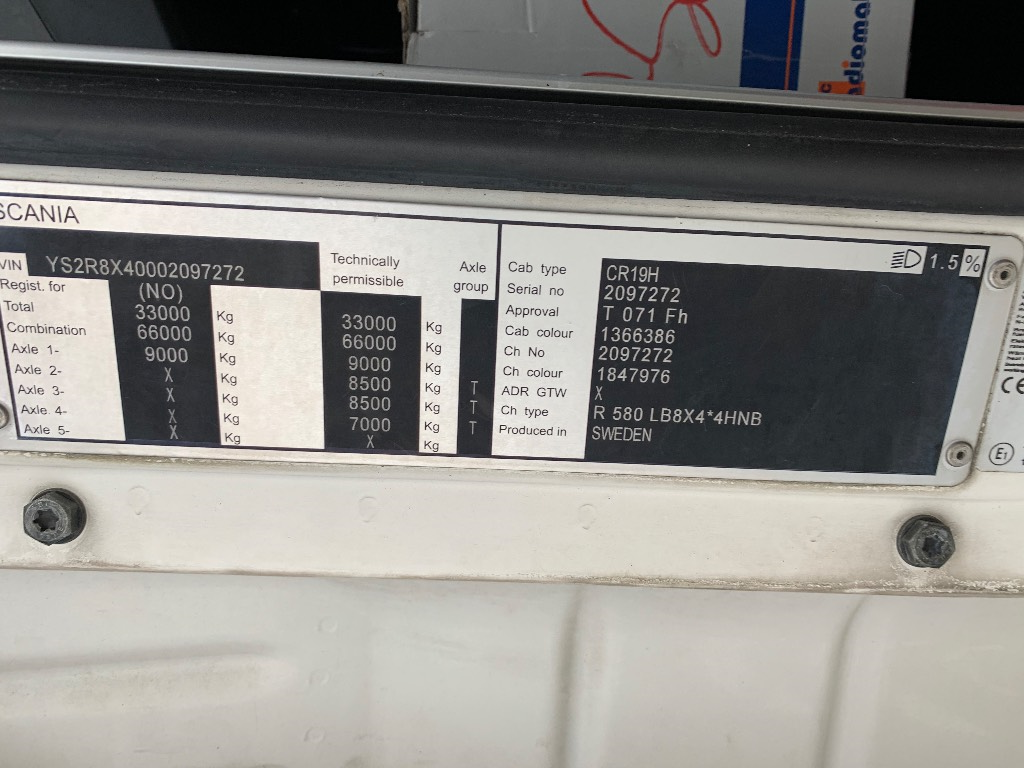 dioma
SCANIA
VIN YS2R8X40002097272
Regist. for (NO)
Technically permissible
Axle group
Total 33000 Kg 33000 Kg
Combination 66000 Kg 66000 Kg
Axle 1- 9000 Kg 9000 Kg
Axle 2- X Kg 8500 Kg T
Axle 3- X Kg 8500 Kg T
Axle 4- X Kg 7000 Kg T
Axle 5- X Kg X Kg
1.5 %
Cab type CR19H
Serial no 2097272
Approval T 071 Fh
Cab colour 1366386
Ch No 2097272
Ch colour 1847976
ADR GTW X
Ch type R 580 LB8X4*4HNB
Produced in SWEDEN
CE
E1